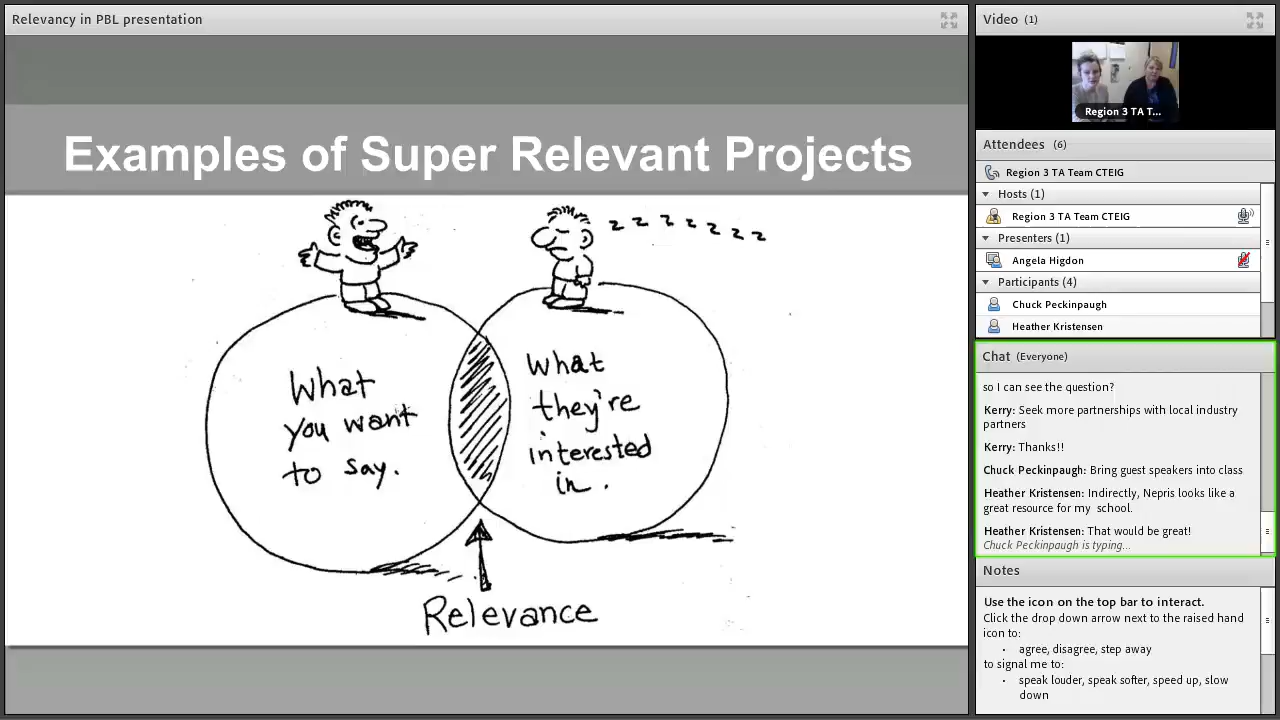 Relevancy in PBL presentation
Examples of Super Relevant Projects
z z z z z z z
What
you want
to say.
What
they're
interested
in.
Relevance
Video (1)
Region 3 TA T...
Attendees (6)
Region 3 TA Team CTEIG
Hosts (1)
Region 3 TA Team CTEIG
Presenters (1)
Angela Higdon
Participants (4)
Chuck Peckinpaugh
Heather Kristensen
Chat (Everyone)
so I can see the question?
Kerry: Seek more partnerships with local industry
partners
Kerry: Thanks!!
Chuck Peckinpaugh: Bring guest speakers into class
Heather Kristensen: Indirectly, Nepris looks like a
great resource for my school.
Heather Kristensen: That would be great!
Chuck Peckinpaugh is typing...
Notes
Use the icon on the top bar to interact.
Click the drop down arrow next to the raised hand
icon to:
• agree, disagree, step away
to signal me to:
• speak louder, speak softer, speed up, slow
down